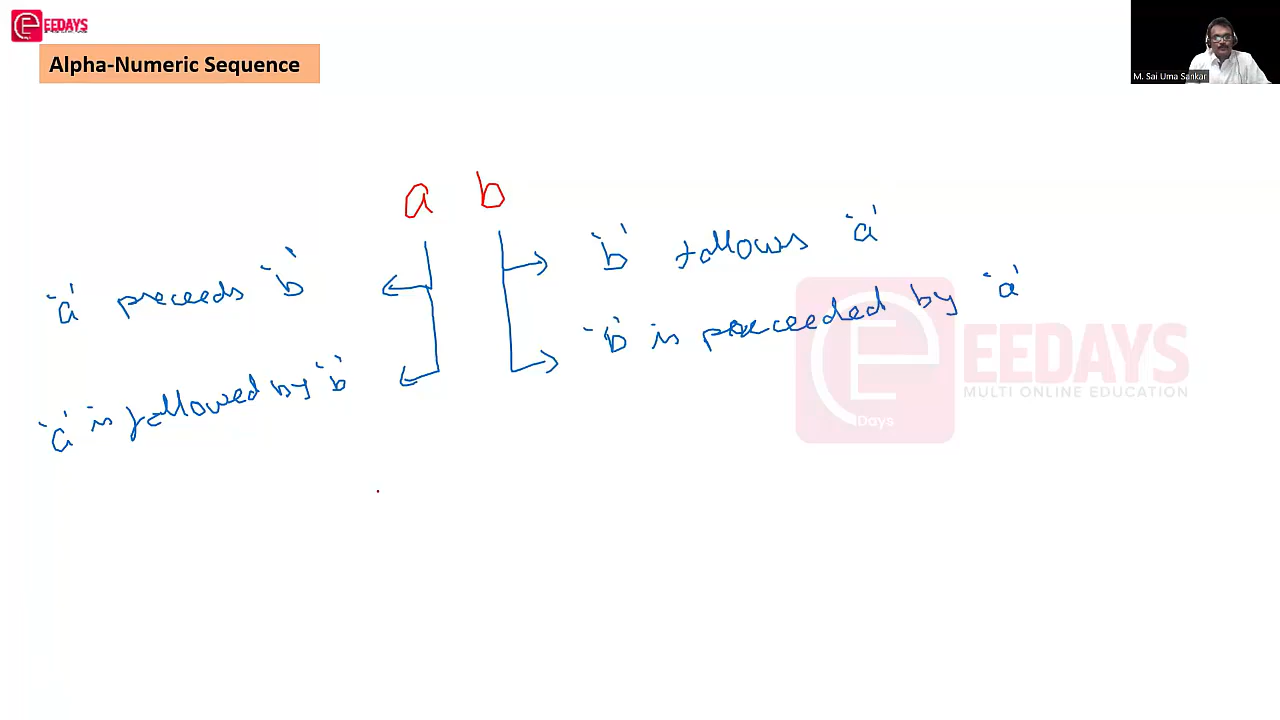 EEDAYS
Alpha-Numeric Sequence
M. Sai Uma Sankar
a b
'b' follows 'a'
'a' preceeds 'b'
'b' is preceeded by 'a'
'a' is followed by 'b'
EEDAYS
MULTI ONLINE EDUCATION
Days